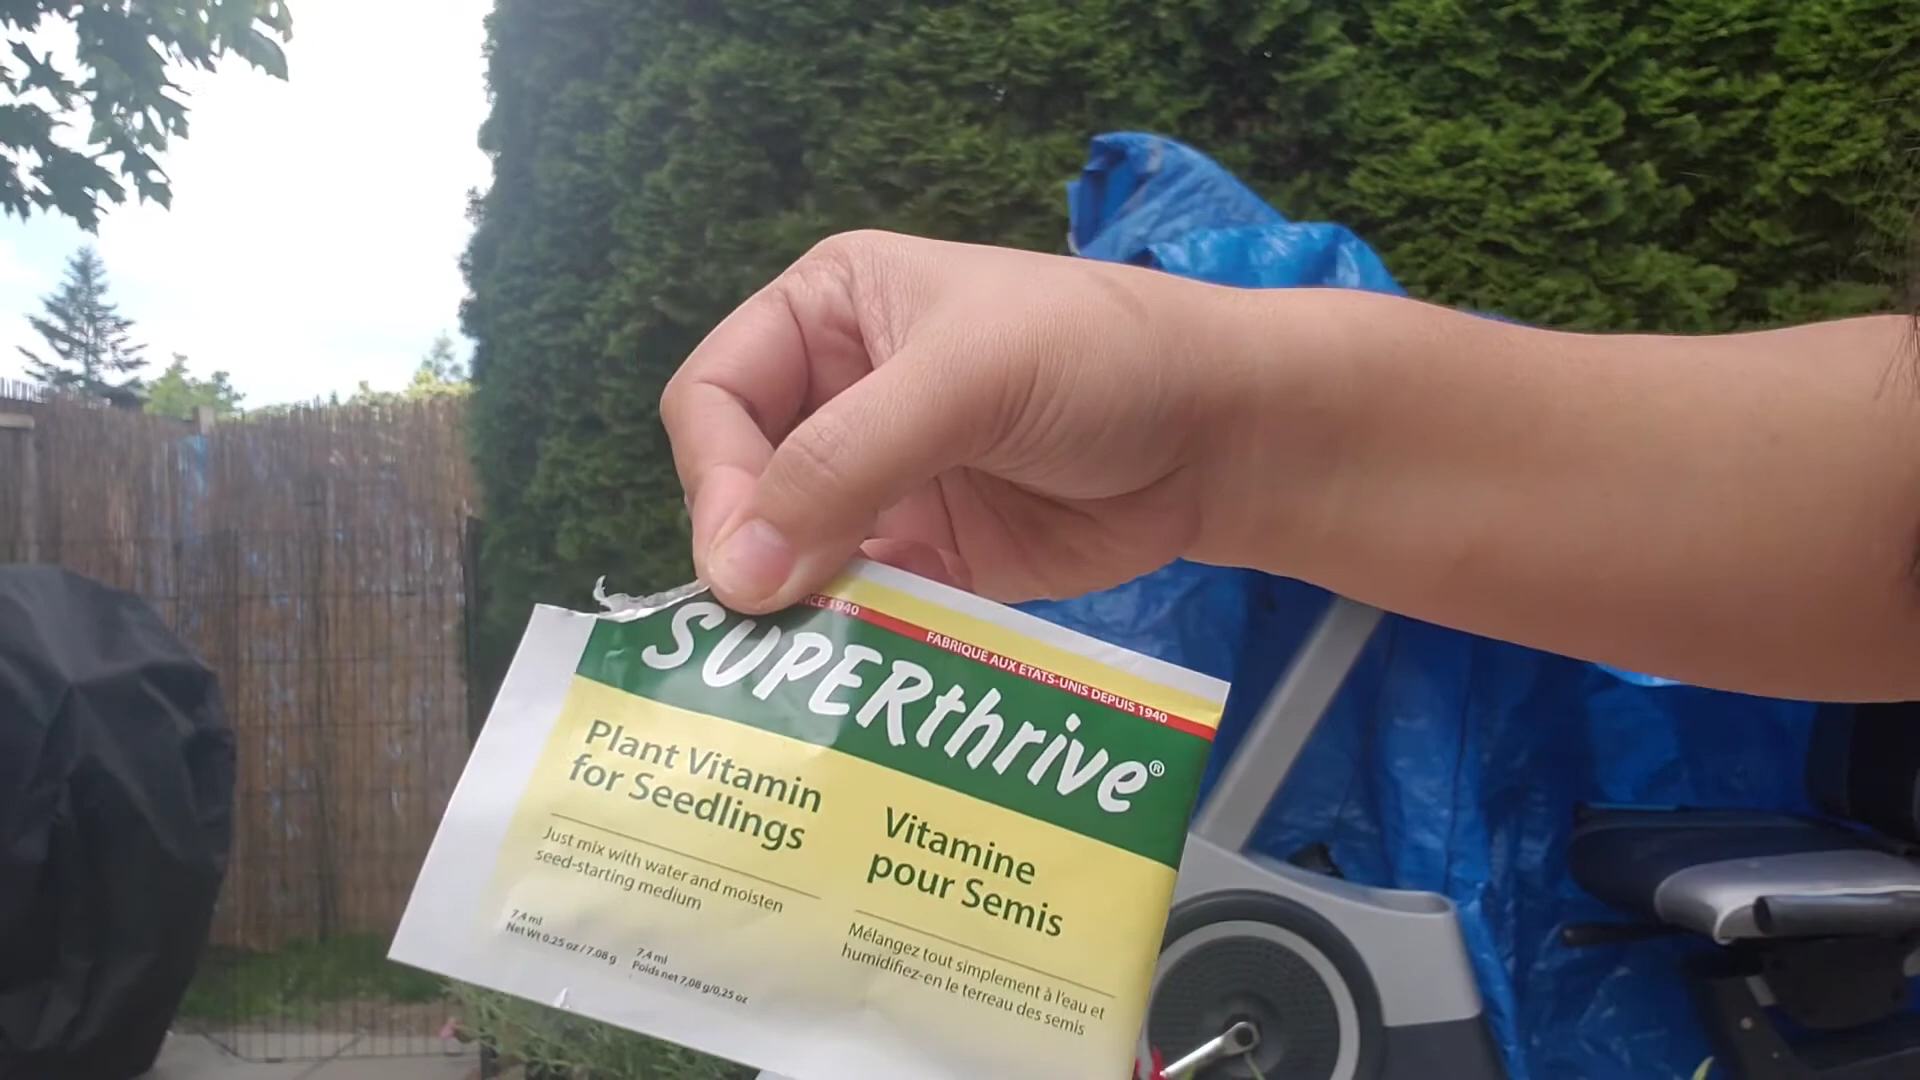 1940
FABRIQUÉ AUX ÉTATS-UNIS DEPUIS 1940
SUPERthrive®
Plant Vitamin
for Seedlings
Just mix with water and moisten
seed-starting medium
7,4 ml
Net Wt 0.25 oz / 7.08 g
7,4 ml
Poids net 7,08 g/0,25 oz
Vitamine
pour Semis
Mélangez tout simplement à l'eau et
humidifiez-en le terreau des semis